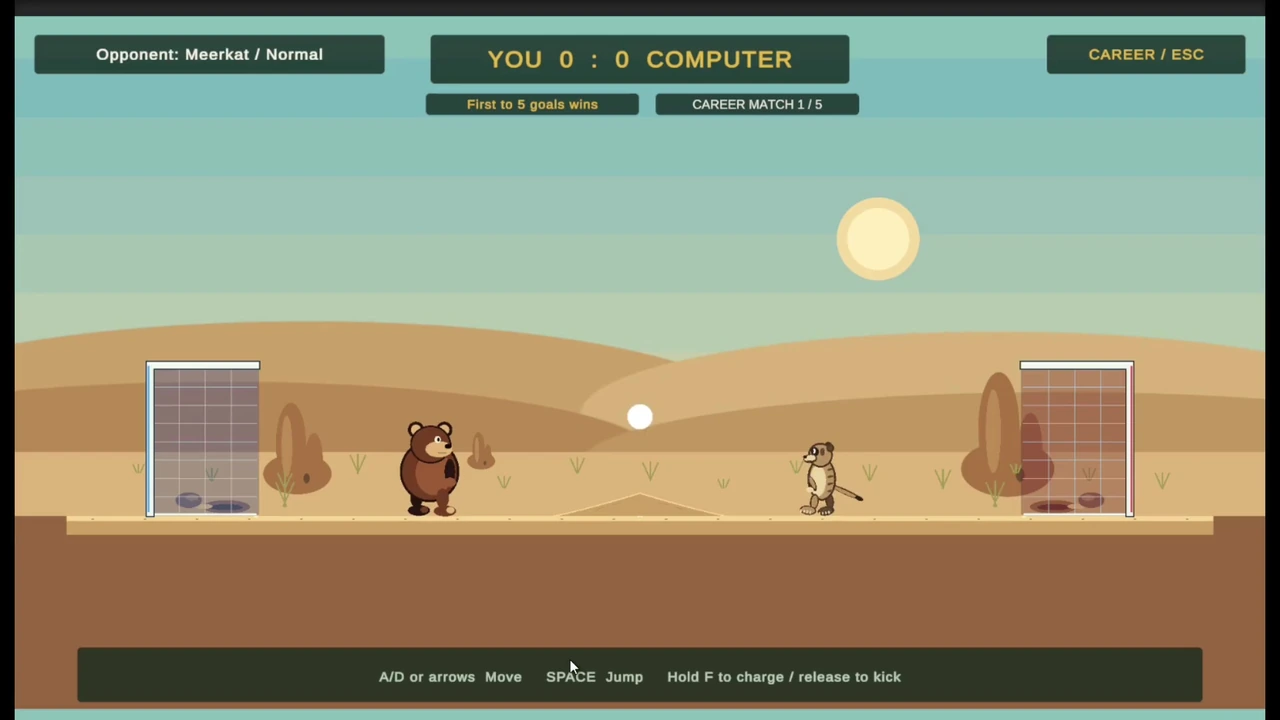 Opponent: Meerkat / Normal
YOU 0 : 0 COMPUTER
CAREER / ESC
First to 5 goals wins
CAREER MATCH 1 / 5
A/D or arrows Move SPACE Jump Hold F to charge / release to kick